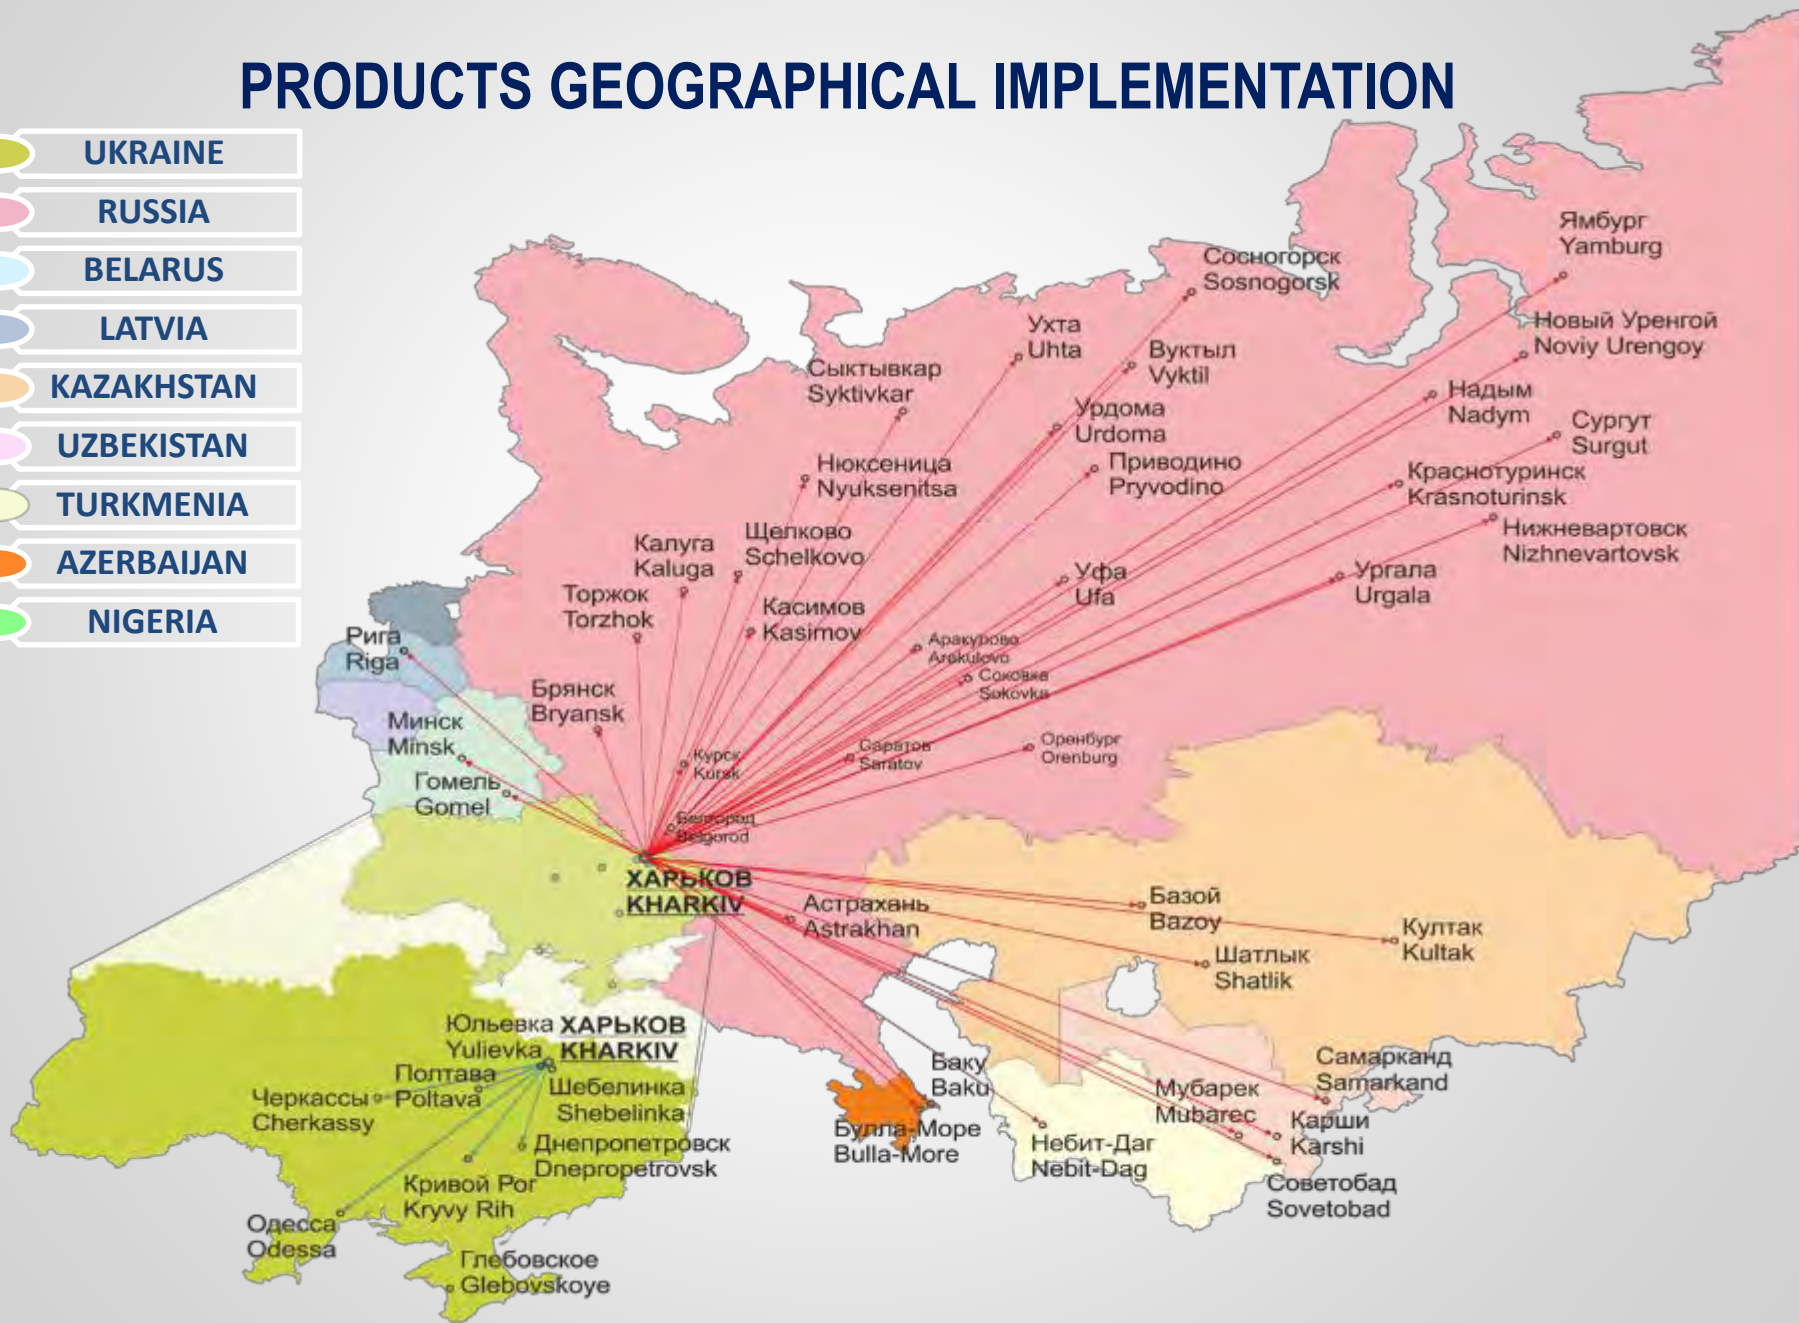 PRODUCTS GEOGRAPHICAL IMPLEMENTATION
UKRAINE
RUSSIA
BELARUS
LATVIA
KAZAKHSTAN
UZBEKISTAN
TURKMENIA
AZERBAIJAN
NIGERIA
Ямбург
Yamburg
Сосногорск
Sosnogorsk
Новый Уренгой
Noviy Urengoy
Ухта
Uhta
Вуктыл
Vyktil
Сыктывкар
Syktivkar
Надым
Nadym
Урдома
Urdoma
Сургут
Surgut
Нюксеница
Nyuksenitsa
Приводино
Pryvodino
Краснотуринск
Krasnoturinsk
Щелково
Schelkovo
Нижневартовск
Nizhnevartovsk
Калуга
Kaluga
Уфа
Ufa
Ургала
Urgala
Торжок
Torzhok
Касимов
Kasimov
Рига
Riga
Аракурово
Arakulovo
Соковка
Sokovka
Брянск
Bryansk
Минск
Minsk
Курск
Kursk
Саратов
Saratov
Оренбург
Orenburg
Гомель
Gomel
Белгород
Belgorod
ХАРЬКОВ
KHARKIV
Астрахань
Astrakhan
Базой
Bazoy
Култак
Kultak
Шатлык
Shatlik
Юльевка ХАРЬКОВ
Yulievka KHARKIV
Полтава
Poltava
Черкассы
Cherkassy
Шебелинка
Shebelinka
Днепропетровск
Dnepropetrovsk
Кривой Рог
Kryvy Rih
Одесса
Odessa
Глебовское
Glebovskoye
Баку
Baku
Булла-Море
Bulla-More
Небит-Даг
Nebit-Dag
Мубарек
Mubarec
Самарканд
Samarkand
Карши
Karshi
Советобад
Sovetobad